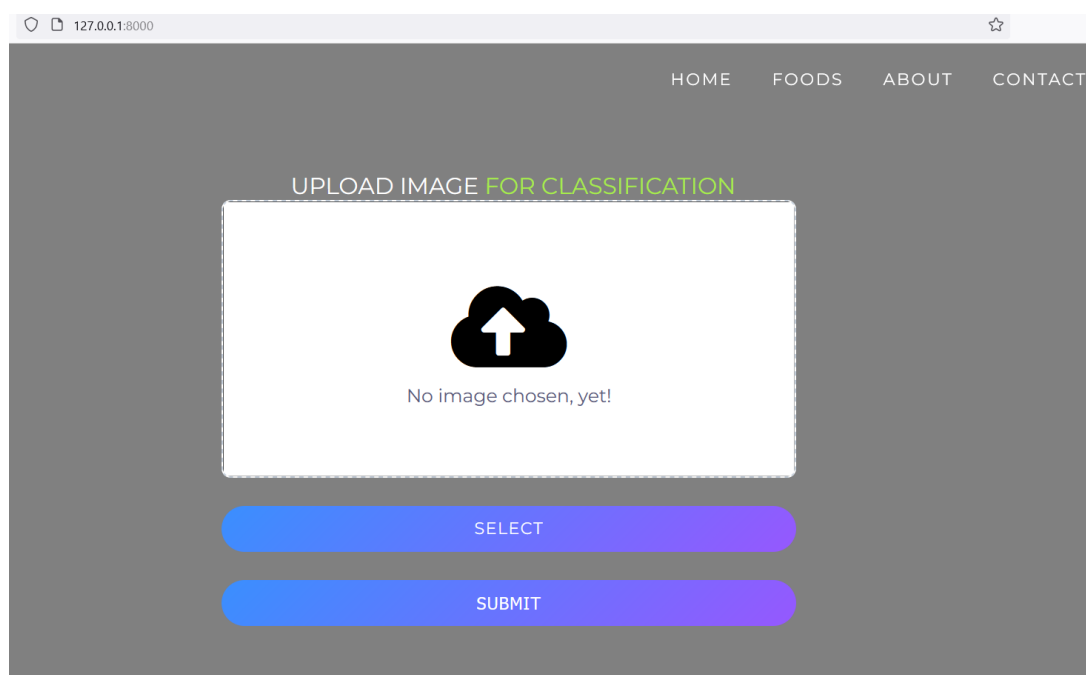 127.0.0.1:8000
HOME FOODS ABOUT CONTACT
UPLOAD IMAGE FOR CLASSIFICATION
No image chosen, yet!
SELECT
SUBMIT